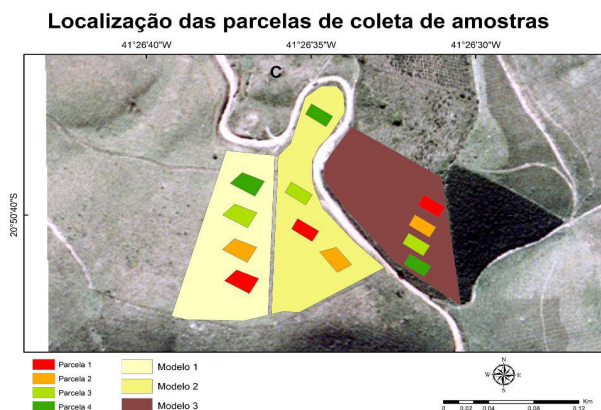 Localização das parcelas de coleta de amostras
41°26'40"W 41°26'35"W 41°26'30"W
C
20°50'40"S
Parcela 1
Parcela 2
Parcela 3
Parcela 4
Modelo 1
Modelo 2
Modelo 3
N
W E
S
Km
0 0.02 0.04 0.08 0.12